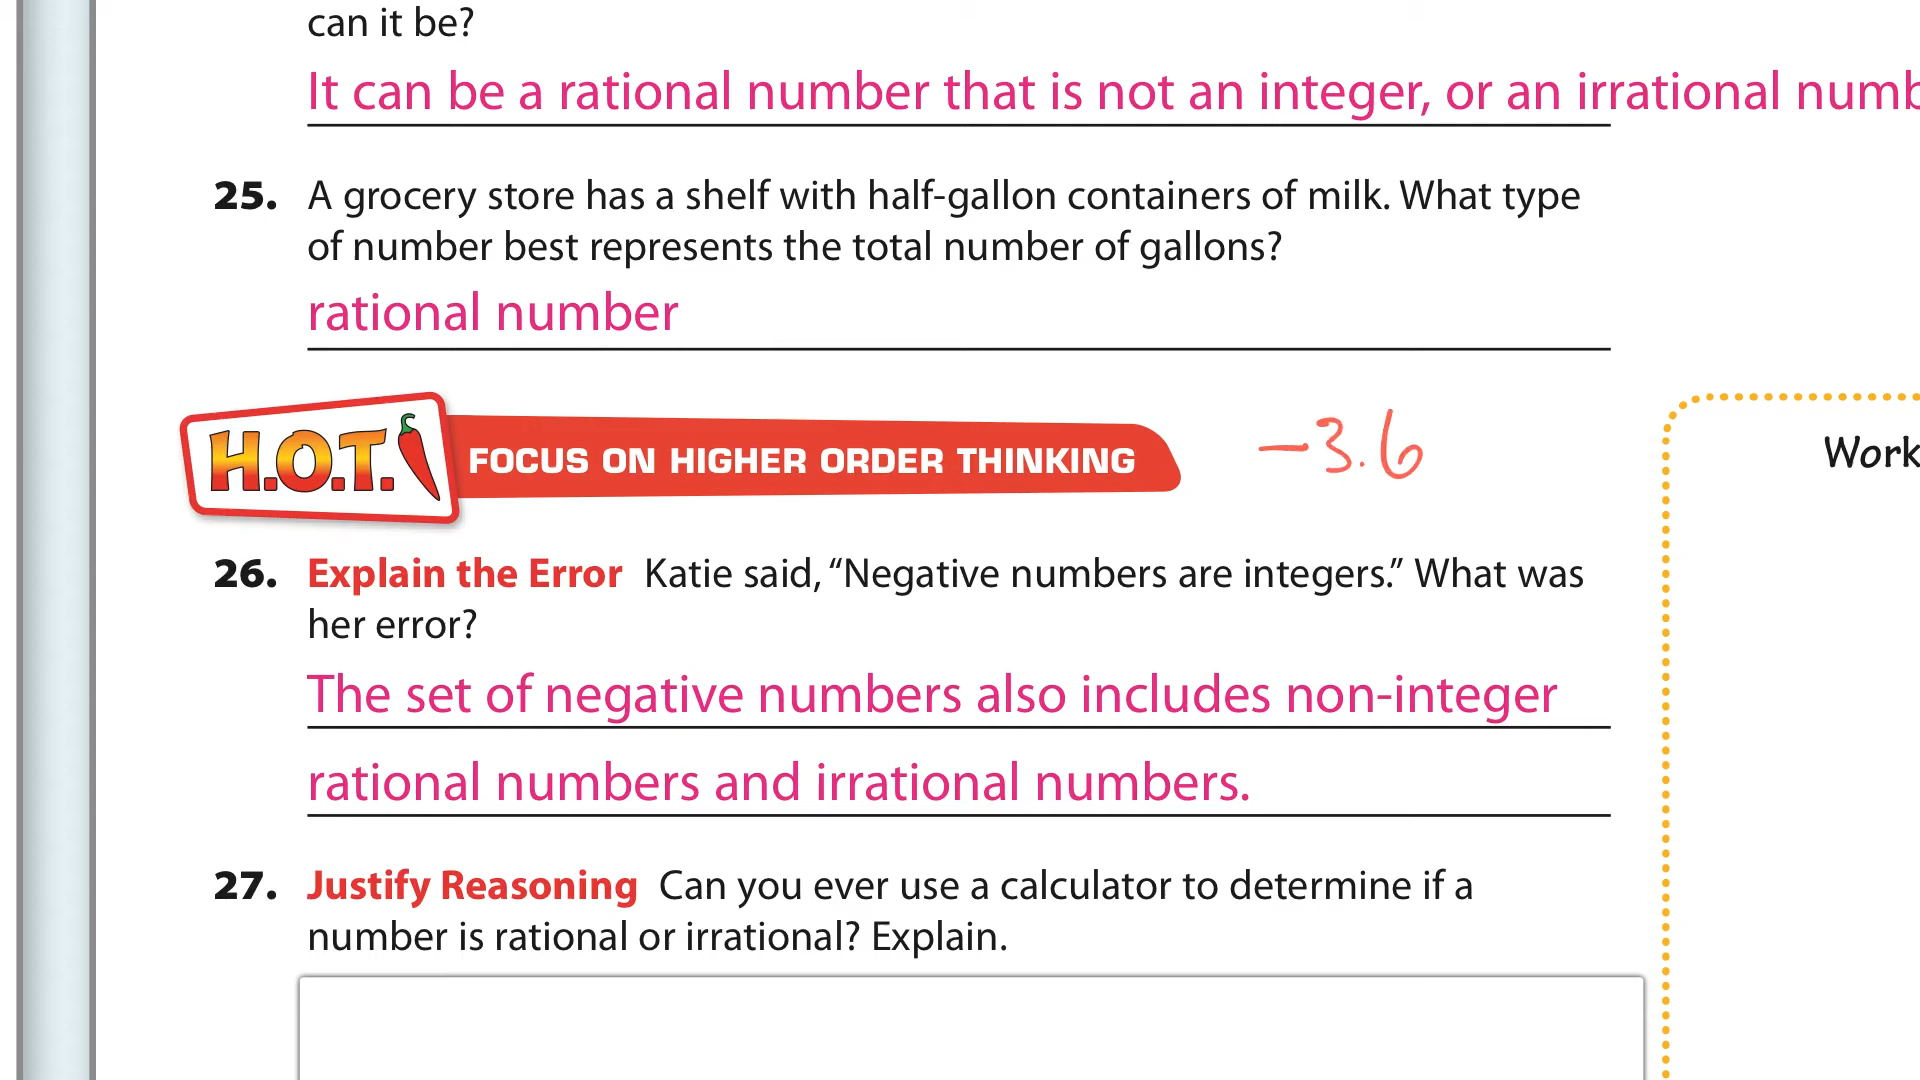 can it be?
It can be a rational number that is not an integer, or an irrational
25. A grocery store has a shelf with half-gallon containers of milk. What type
of number best represents the total number of gallons?
rational number
H.O.T. FOCUS ON HIGHER ORDER THINKING -3.6
Work
26. Explain the Error Katie said, “Negative numbers are integers.” What was
her error?
The set of negative numbers also includes non-integer
rational numbers and irrational numbers.
27. Justify Reasoning Can you ever use a calculator to determine if a
number is rational or irrational? Explain.